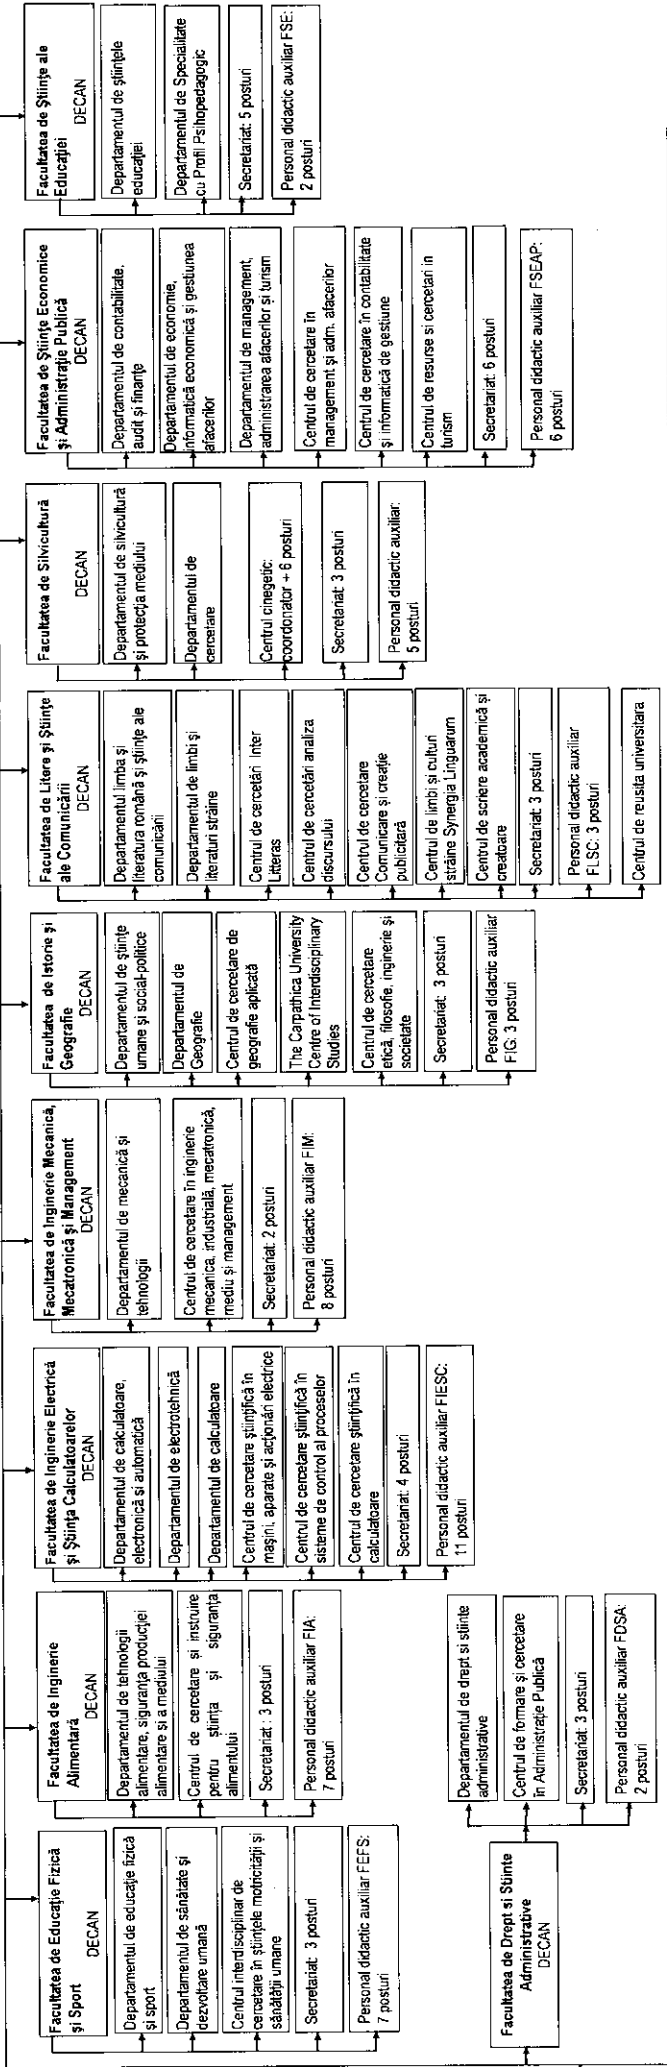 Facultatea de Educație Fizică
și Sport
DECAN
Departamentul de educație fizică
și sport
Departamentul de sănătate și
dezvoltare umană
Centrul interdisciplinar de
cercetare în științele motricității și
sănătății umane
Secretariat: 3 posturi
Personal didactic auxiliar FEFS:
7 posturi
Facultatea de Inginerie
Alimentară
DECAN
Departamentul de tehnologii
alimentare, siguranța producției
alimentare și a mediului
Centrul de cercetare și instruire
pentru știința și siguranța
alimentului
Secretariat : 3 posturi
Personal didactic auxiliar FIA:
7 posturi
Facultatea de Inginerie Electrică
și Știința Calculatoarelor
DECAN
Departamentul de calculatoare,
electronică si automatică
Departamentul de electrotehnică
Departamentul de calculatoare
Centrul de cercetare științifică în
mașini, aparate și acționări electrice
Centrul de cercetare științifică în
sisteme de control al proceselor
Centrul de cercetare științifică în
calculatoare
Secretariat: 4 posturi
Personal didactic auxiliar FIESC:
11 posturi
Facultatea de Inginerie Mecanică,
Mecatronică și Management
DECAN
Departamentul de mecanică și
tehnologii
Centrul de cercetare în inginerie
mecanica, industrială, mecatronică,
mediu și management
Secretariat: 2 posturi
Personal didactic auxiliar FIM:
8 posturi
Facultatea de Istorie și
Geografie
DECAN
Departamentul de științe
umane și social-politice
Departamentul de
Geografie
Centrul de cercetare de
geografie aplicată
The Carpathica University
Centre of Interdisciplinary
Studies
Centrul de cercetare
etică, filosofie, inginerie si
societate
Secretariat: 3 posturi
Personal didactic auxiliar
FIG: 3 posturi
Facultatea de Litere și Științe
ale Comunicării
DECAN
Departamentul limba și
literatura română și științe ale
comunicării
Departamentul de limbi și
literaturi străine
Centrul de cercetări Inter
Litteras
Centrul de cercetări analiza
discursului
Centrul de cercetare
Comunicare și creație
publicitară
Centrul de limbi și culturi
străine Synergia Linguarum
Centrul de scriere academică și
creatoare
Secretariat: 3 posturi
Personal didactic auxiliar
FLSC: 3 posturi
Centrul de reusita universitara
Facultatea de Silvicultură
DECAN
Departamentul de silvicultură
și protecția mediului
Departamentul de
cercetare
Centrul cinegetic:
coordonator + 6 posturi
Secretariat: 3 posturi
Personal didactic auxiliar:
5 posturi
Facultatea de Științe Economice
și Administrație Publică
DECAN
Departamentul de contabilitate,
audit și finanțe
Departamentul de economie,
informatică economică și gestiunea
afacerilor
Departamentul de management,
administrarea afacerilor și turism
Centrul de cercetare în
management și adm. afacerilor
Centrul de cercetare în contabilitate
și informatică de gestiune
Centrul de resurse si cercetari in
turism
Secretariat: 6 posturi
Personal didactic auxiliar FSEAP:
6 posturi
Facultatea de Științe ale
Educației
DECAN
Departamentul de științele
educației
Departamentul de Specialitate
cu Profil Psihopedagogic
Secretariat: 5 posturi
Personal didactic auxiliar FSE:
2 posturi
Facultatea de Drept si Stiinte
Administrative
DECAN
Departamentul de drept si stiinte
administrative
Centrul de formare și cercetare
în Administrație Publică
Secretariat: 3 posturi
Personal didactic auxiliar FDSA:
2 posturi